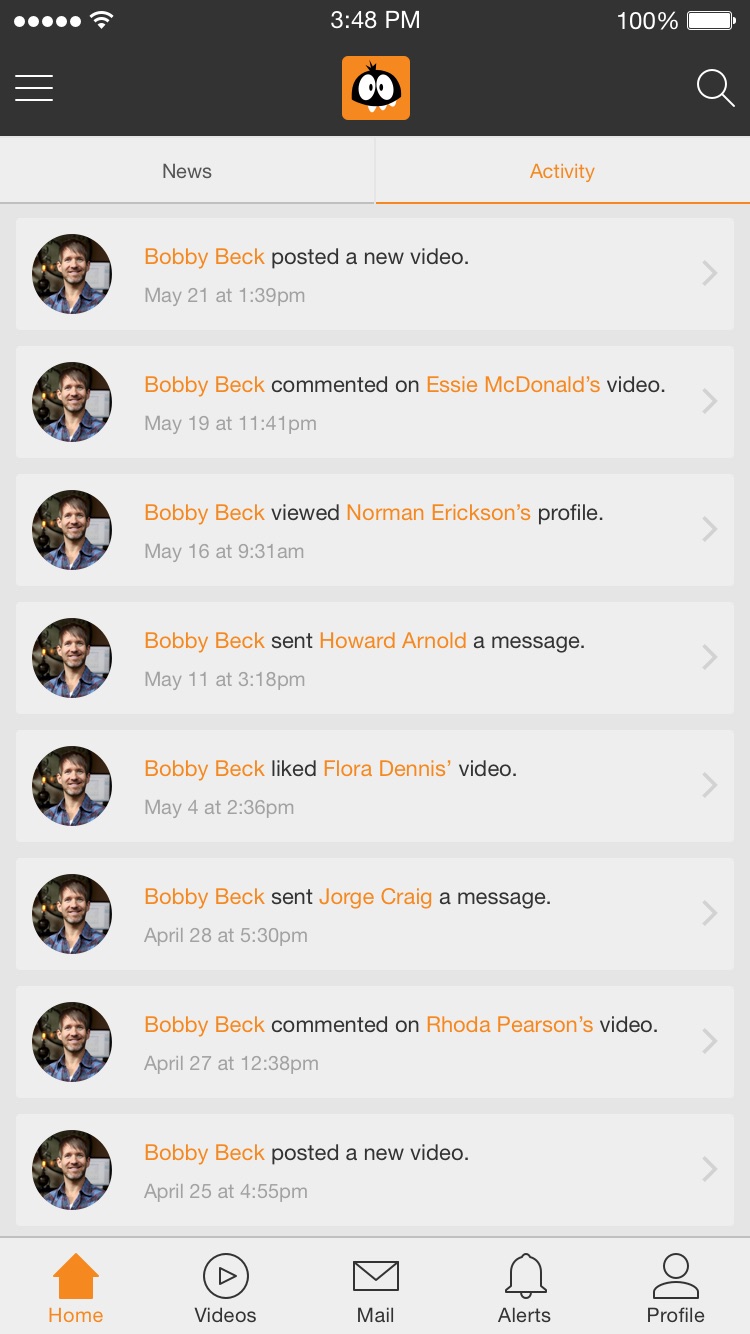 3:48 PM 100%
News Activity
Bobby Beck posted a new video.
May 21 at 1:39pm
Bobby Beck commented on Essie McDonald’s video.
May 19 at 11:41pm
Bobby Beck viewed Norman Erickson’s profile.
May 16 at 9:31am
Bobby Beck sent Howard Arnold a message.
May 11 at 3:18pm
Bobby Beck liked Flora Dennis’ video.
May 4 at 2:36pm
Bobby Beck sent Jorge Craig a message.
April 28 at 5:30pm
Bobby Beck commented on Rhoda Pearson’s video.
April 27 at 12:38pm
Bobby Beck posted a new video.
April 25 at 4:55pm
Home Videos Mail Alerts Profile